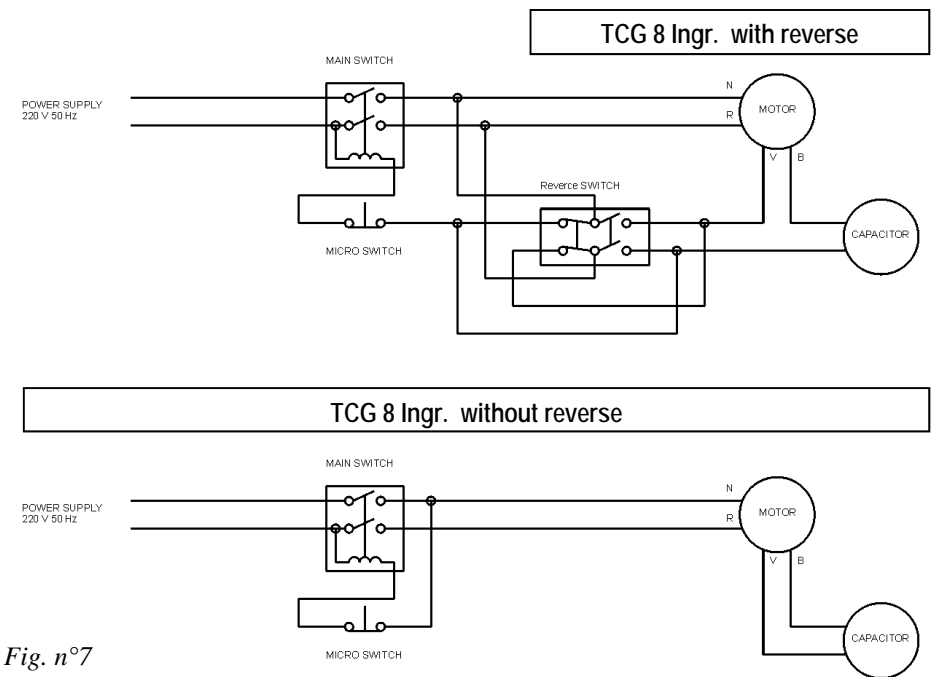 TCG 8 Ingr. with reverse
MAIN SWITCH
POWER SUPPLY
220 V 50 Hz
N
R
MOTOR
V B
Reverce SWITCH
MICRO SWITCH
CAPACITOR
TCG 8 Ingr. without reverse
MAIN SWITCH
POWER SUPPLY
220 V 50 Hz
N
R
MOTOR
V B
CAPACITOR
MICRO SWITCH
Fig. n°7